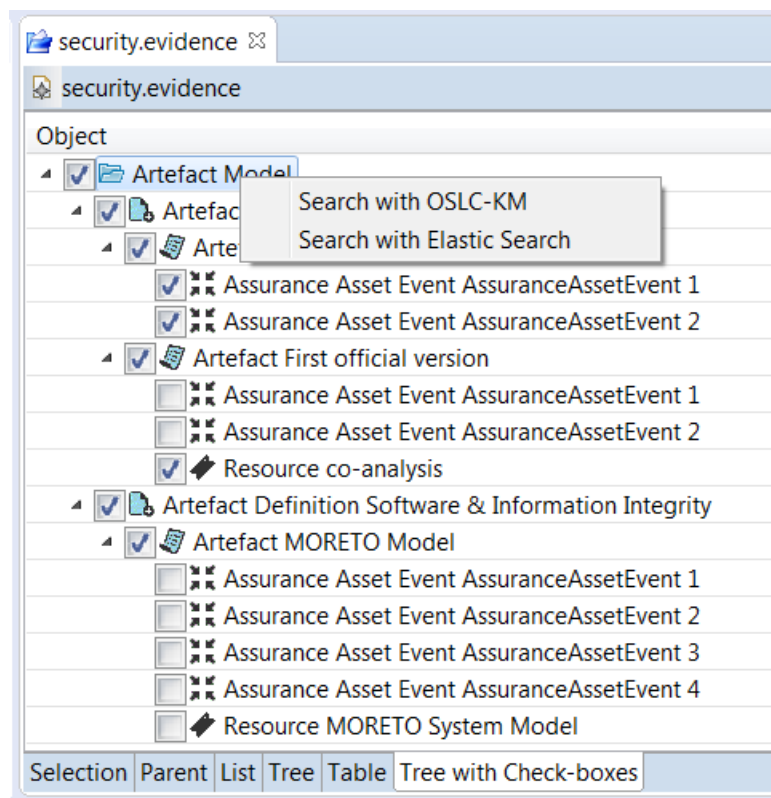 security.evidence
security.evidence
Object
Artefact Model
Search with OSLC-KM
Artefac
Search with Elastic Search
Arte
Assurance Asset Event AssuranceAssetEvent 1
Assurance Asset Event AssuranceAssetEvent 2
Artefact First official version
Assurance Asset Event AssuranceAssetEvent 1
Assurance Asset Event AssuranceAssetEvent 2
Resource co-analysis
Artefact Definition Software & Information Integrity
Artefact MORETO Model
Assurance Asset Event AssuranceAssetEvent 1
Assurance Asset Event AssuranceAssetEvent 2
Assurance Asset Event AssuranceAssetEvent 3
Assurance Asset Event AssuranceAssetEvent 4
Resource MORETO System Model
Selection Parent List Tree Table Tree with Check-boxes